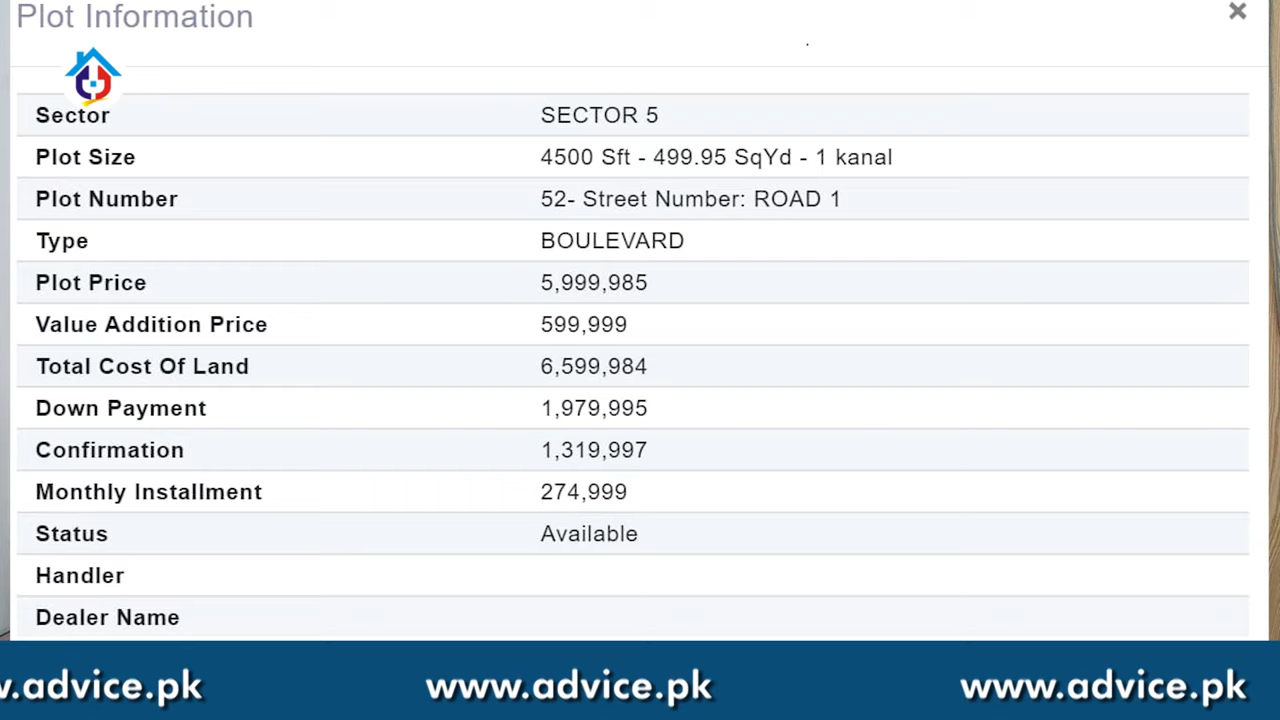 Plot Information
Sector SECTOR 5
Plot Size 4500 Sft - 499.95 SqYd - 1 kanal
Plot Number 52- Street Number: ROAD 1
Type BOULEVARD
Plot Price 5,999,985
Value Addition Price 599,999
Total Cost Of Land 6,599,984
Down Payment 1,979,995
Confirmation 1,319,997
Monthly Installment 274,999
Status Available
Handler
Dealer Name
w.advice.pk www.advice.pk www.advice.pk